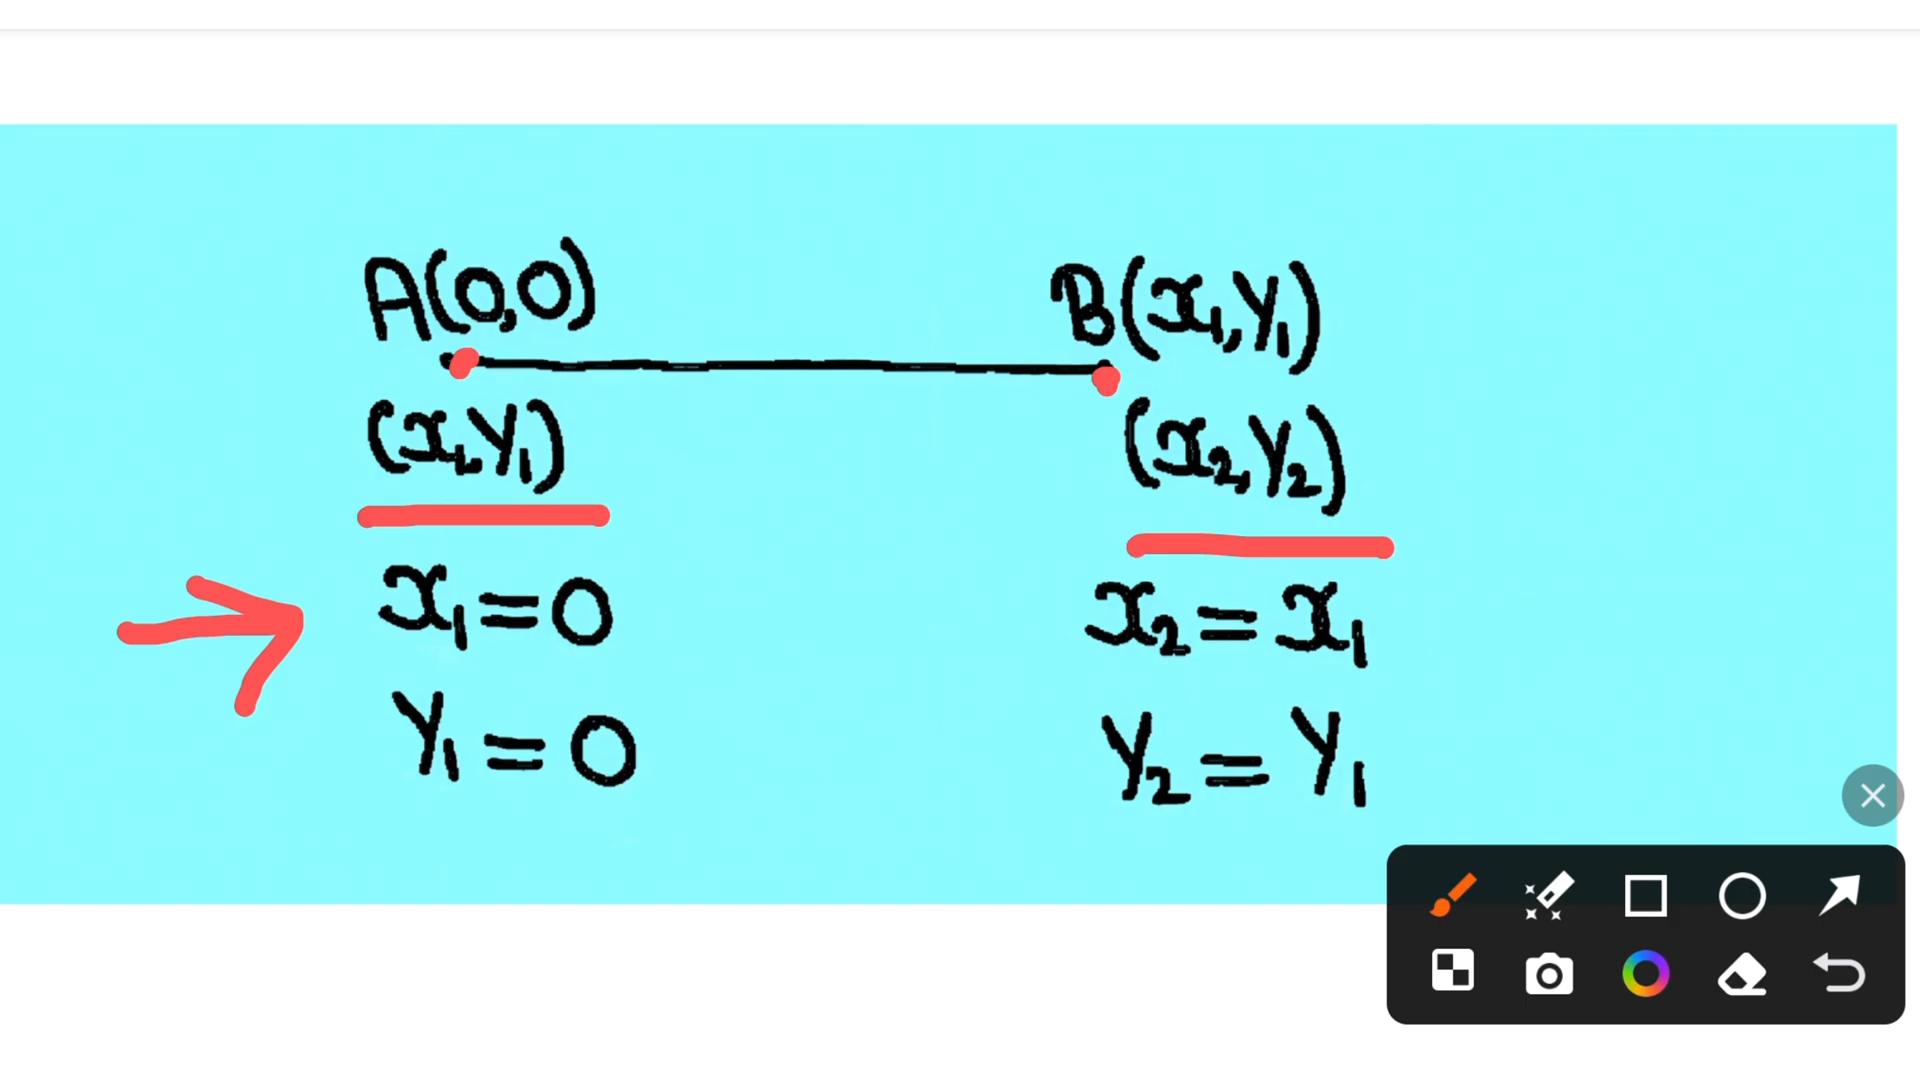 A(0,0)
B(x₁,y₁)
(x₁,y₁)
(x₂,y₂)
x₁=0
x₂=x₁
y₁=0
y₂=y₁